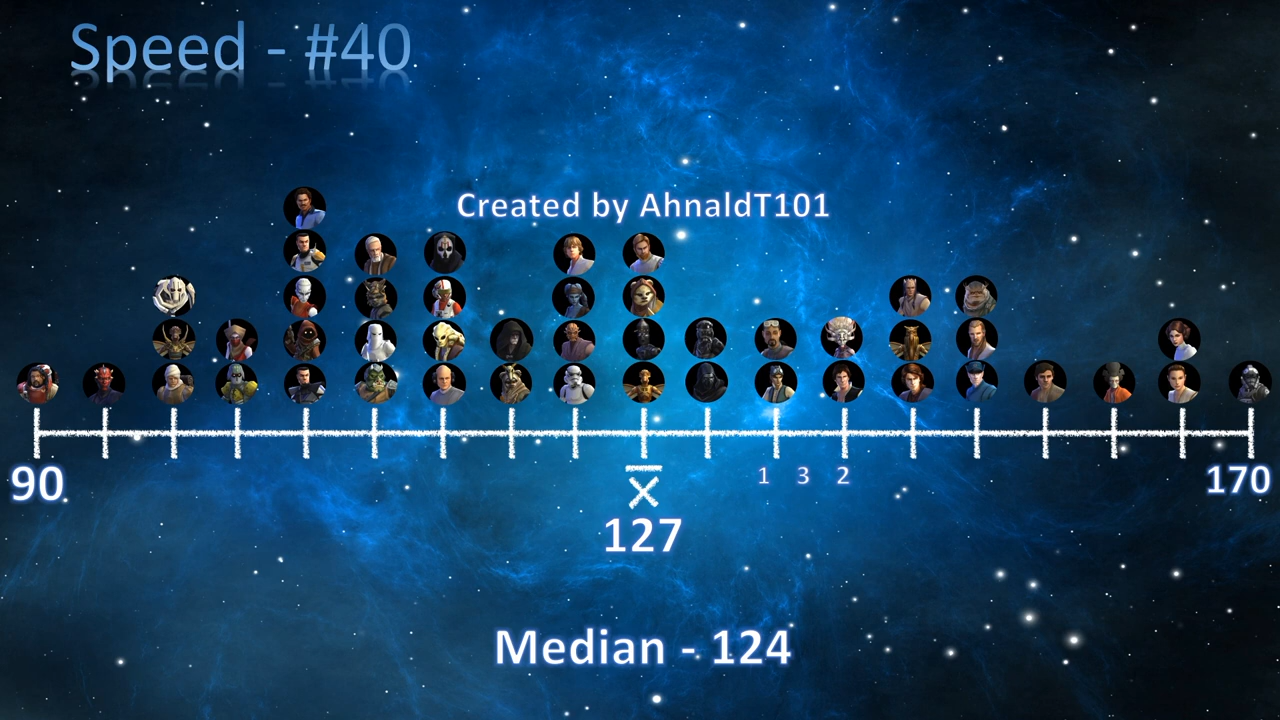 Speed - #40
Created by AhnaldT101
90
1 3 2
170
X
127
Median - 124